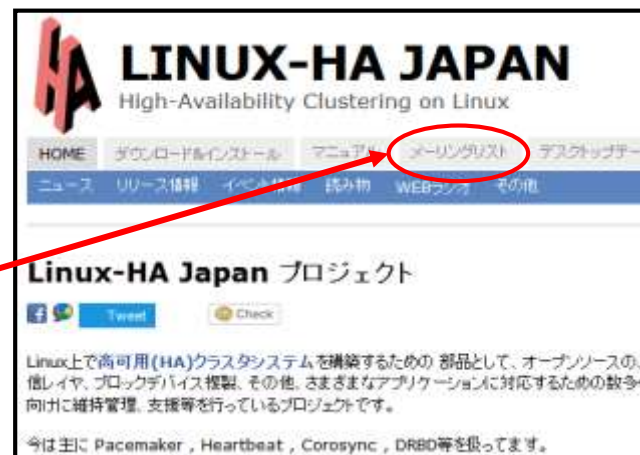 LINUX-HA JAPAN
High-Availability Clustering on Linux
HOME ダウンロード&インストール マニュアル メーリングリスト デスクトップテー
ニュース リリース情報 イベント情報 読み物 WEBラジオ その他
Linux-HA Japan プロジェクト
Tweet Check
Linux上で高可用(HA)クラスタシステムを構築するための 部品として、オープンソースの、
信レイヤ、ブロックデバイス複製、その他、さまざまなアプリケーションに対応するための数多
向けに維持管理、支援等を行っているプロジェクトです。
今は主に Pacemaker , Heartbeat , Corosync , DRBD等を扱ってます。